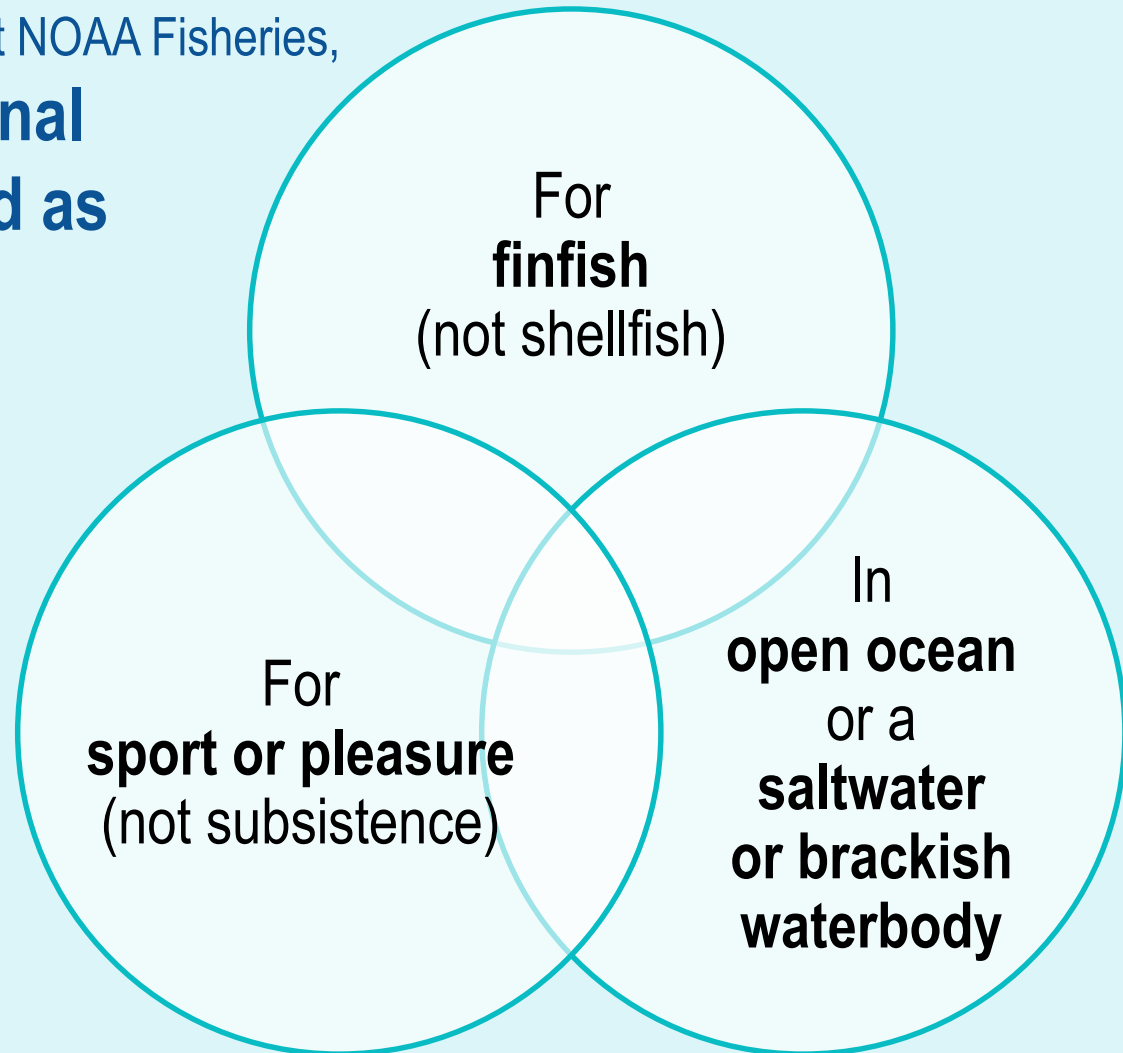 t NOAA Fisheries,
nal
d as
For
finfish
(not shellfish)
For
sport or pleasure
(not subsistence)
In
open ocean
or a
saltwater
or brackish
waterbody